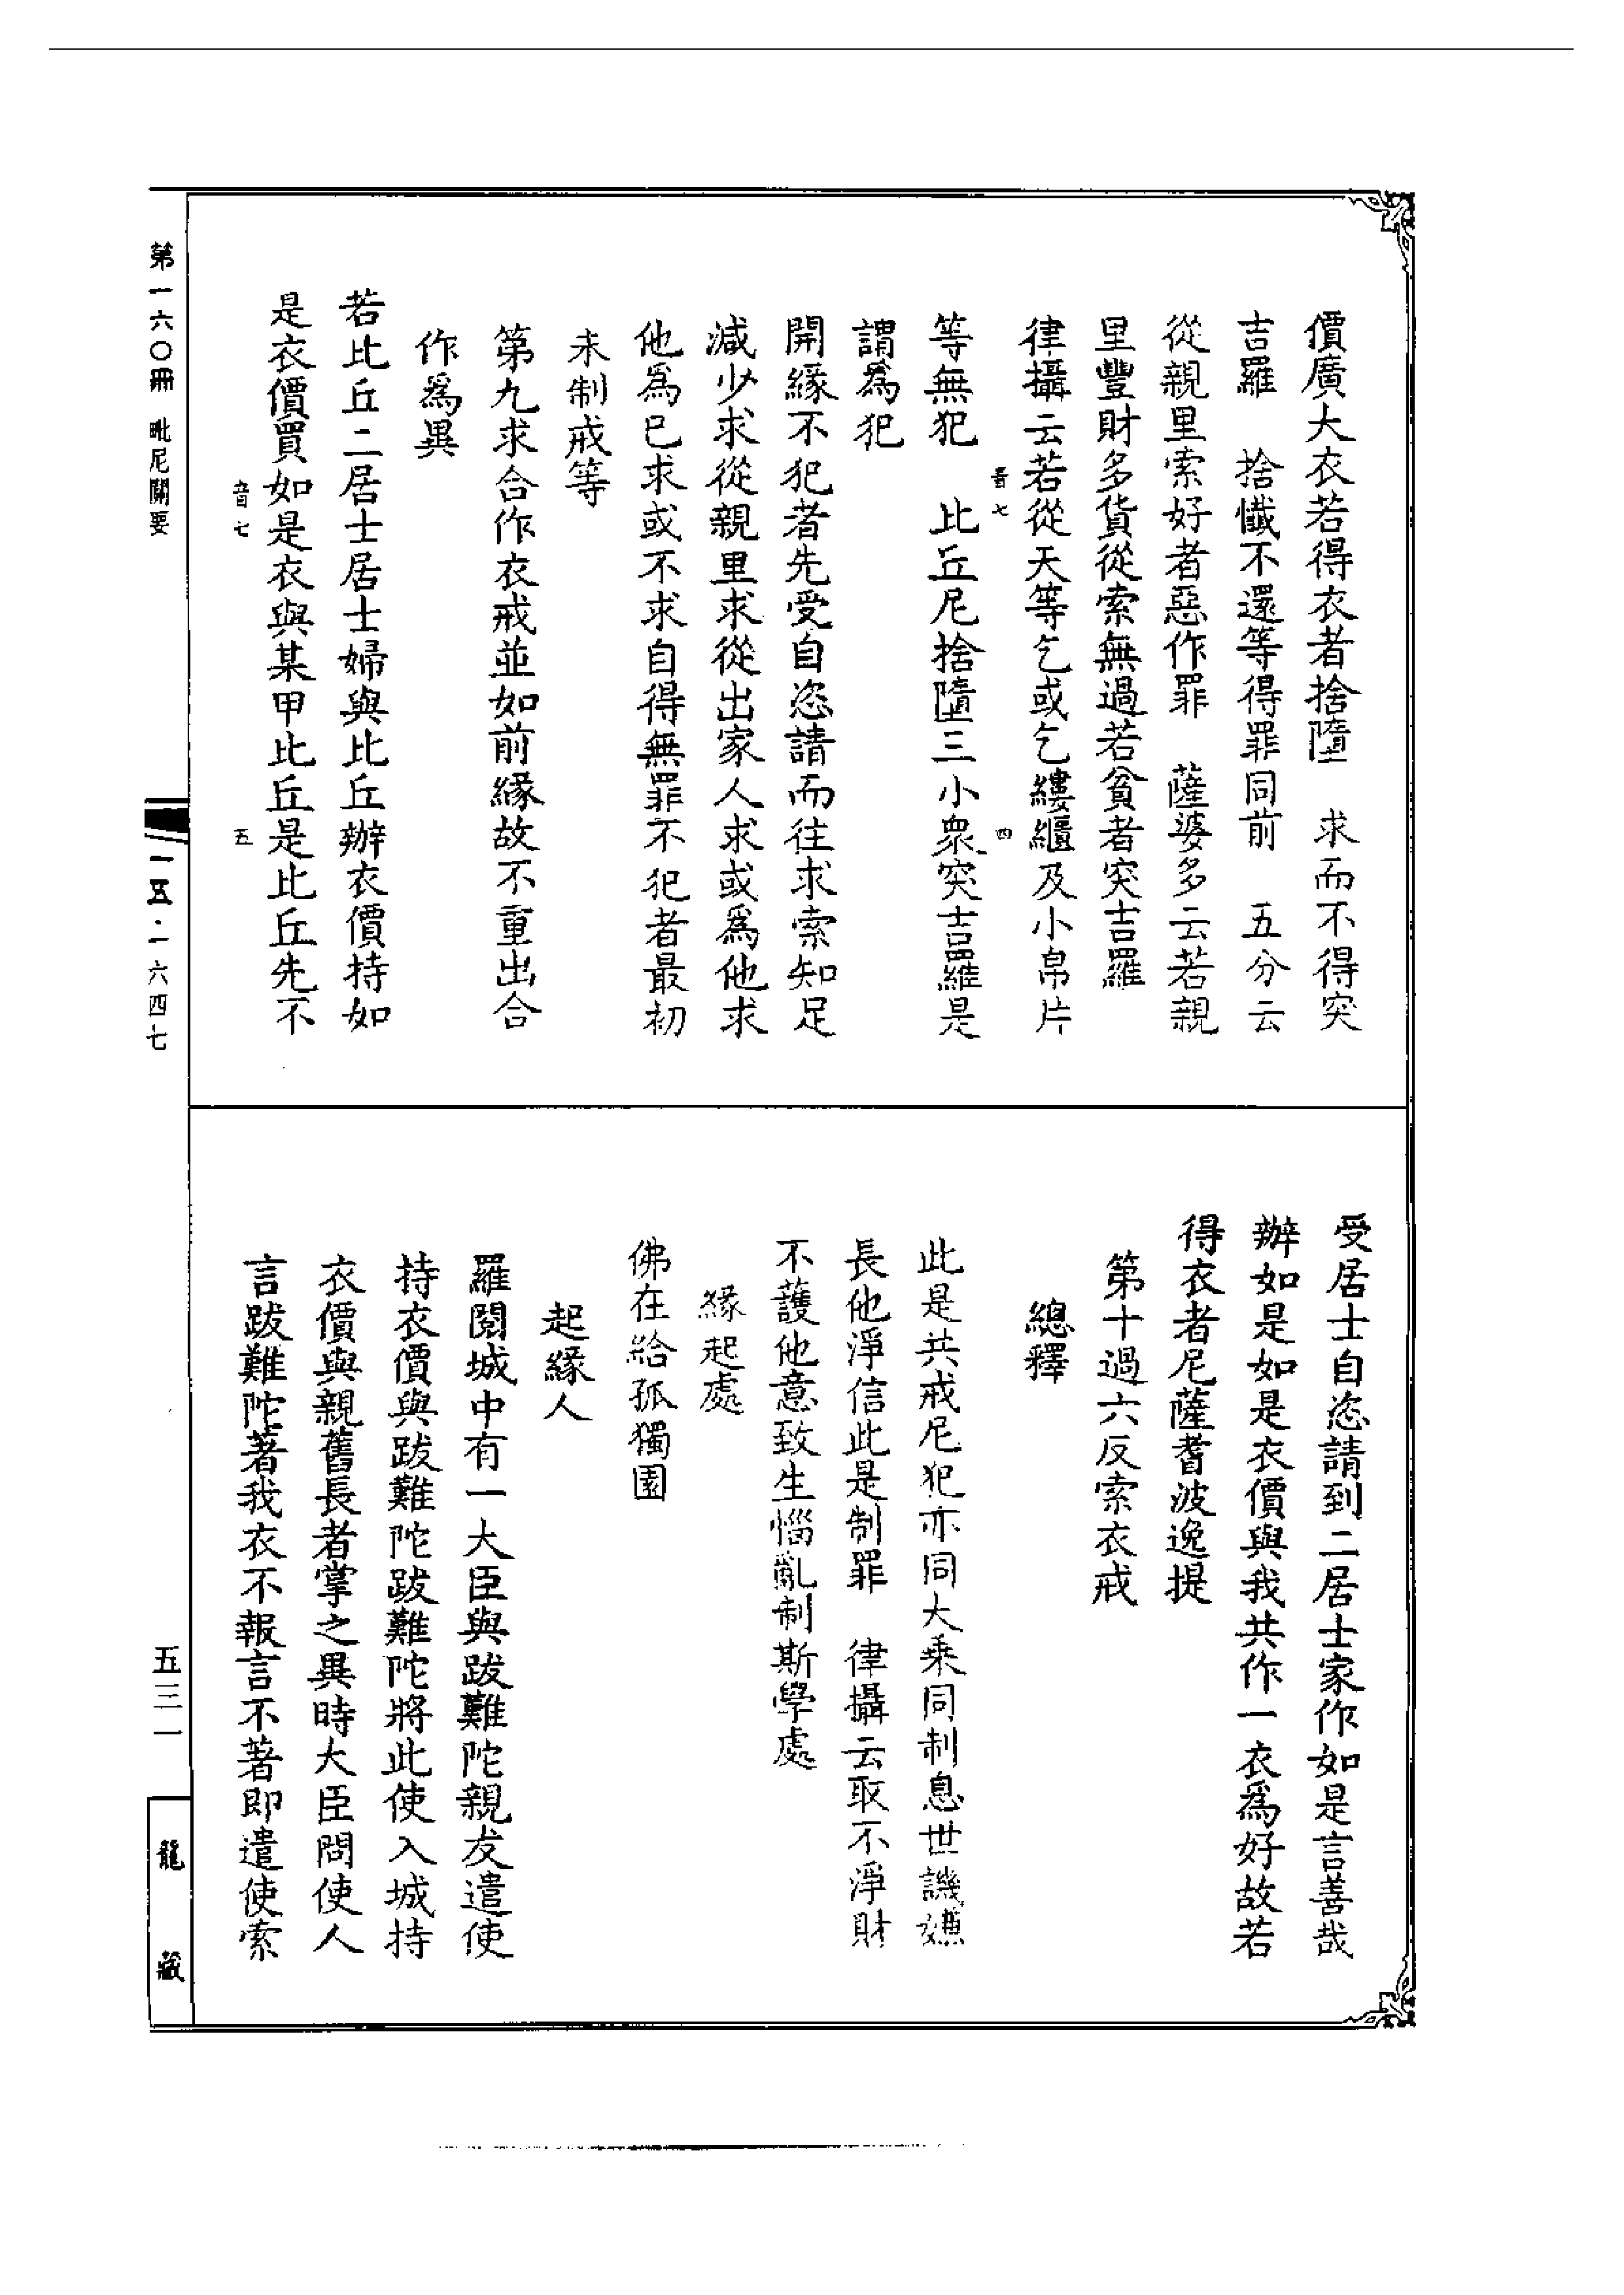 價廣大衣若得衣者捨墮　求而不得突
吉羅　捨懺不還等得罪同前　五分云
從親里索好者惡作罪　薩婆多云若親
里豐財多貨從索無過若貧者突吉羅
律攝云若從天等乞或乞縷繼及小帛片
音七　四
等無犯　比丘尼捨墮三小眾突吉羅是
謂為犯
開緣不犯者先受自恣請而往求索知足
減少求從親里求從出家人求或為他求
他為已求或不求自得無罪不犯者最初
未制戒等
第九求合作衣戒並如前緣故不重出合
作為異
若比丘二居士居士婦與比丘辦衣價持如
是衣價買如是衣與某甲比丘是比丘先不
音七　五
受居士自恣請到二居士家作如是言善哉
辦如是如是衣價與我共作一衣為好故若
得衣者尼薩耆波逸提
第十過六反索衣戒
總釋
此是共戒尼犯亦同大乘同制息世譏嫌
長他淨信此是制罪　律攝云取不淨財
不護他意致生惱亂制斯學處
緣起處
佛在給孤獨園
起緣人
羅閱城中有一大臣與跋難陀親友遣使
持衣價與跋難陀跋難陀將此使入城持
衣價與親舊長者掌之異時大臣問使人
言跋難陀著我衣不報言不著即遣使索
第一六〇冊　毗尼關要
一五·一六四七
五三一
龍藏